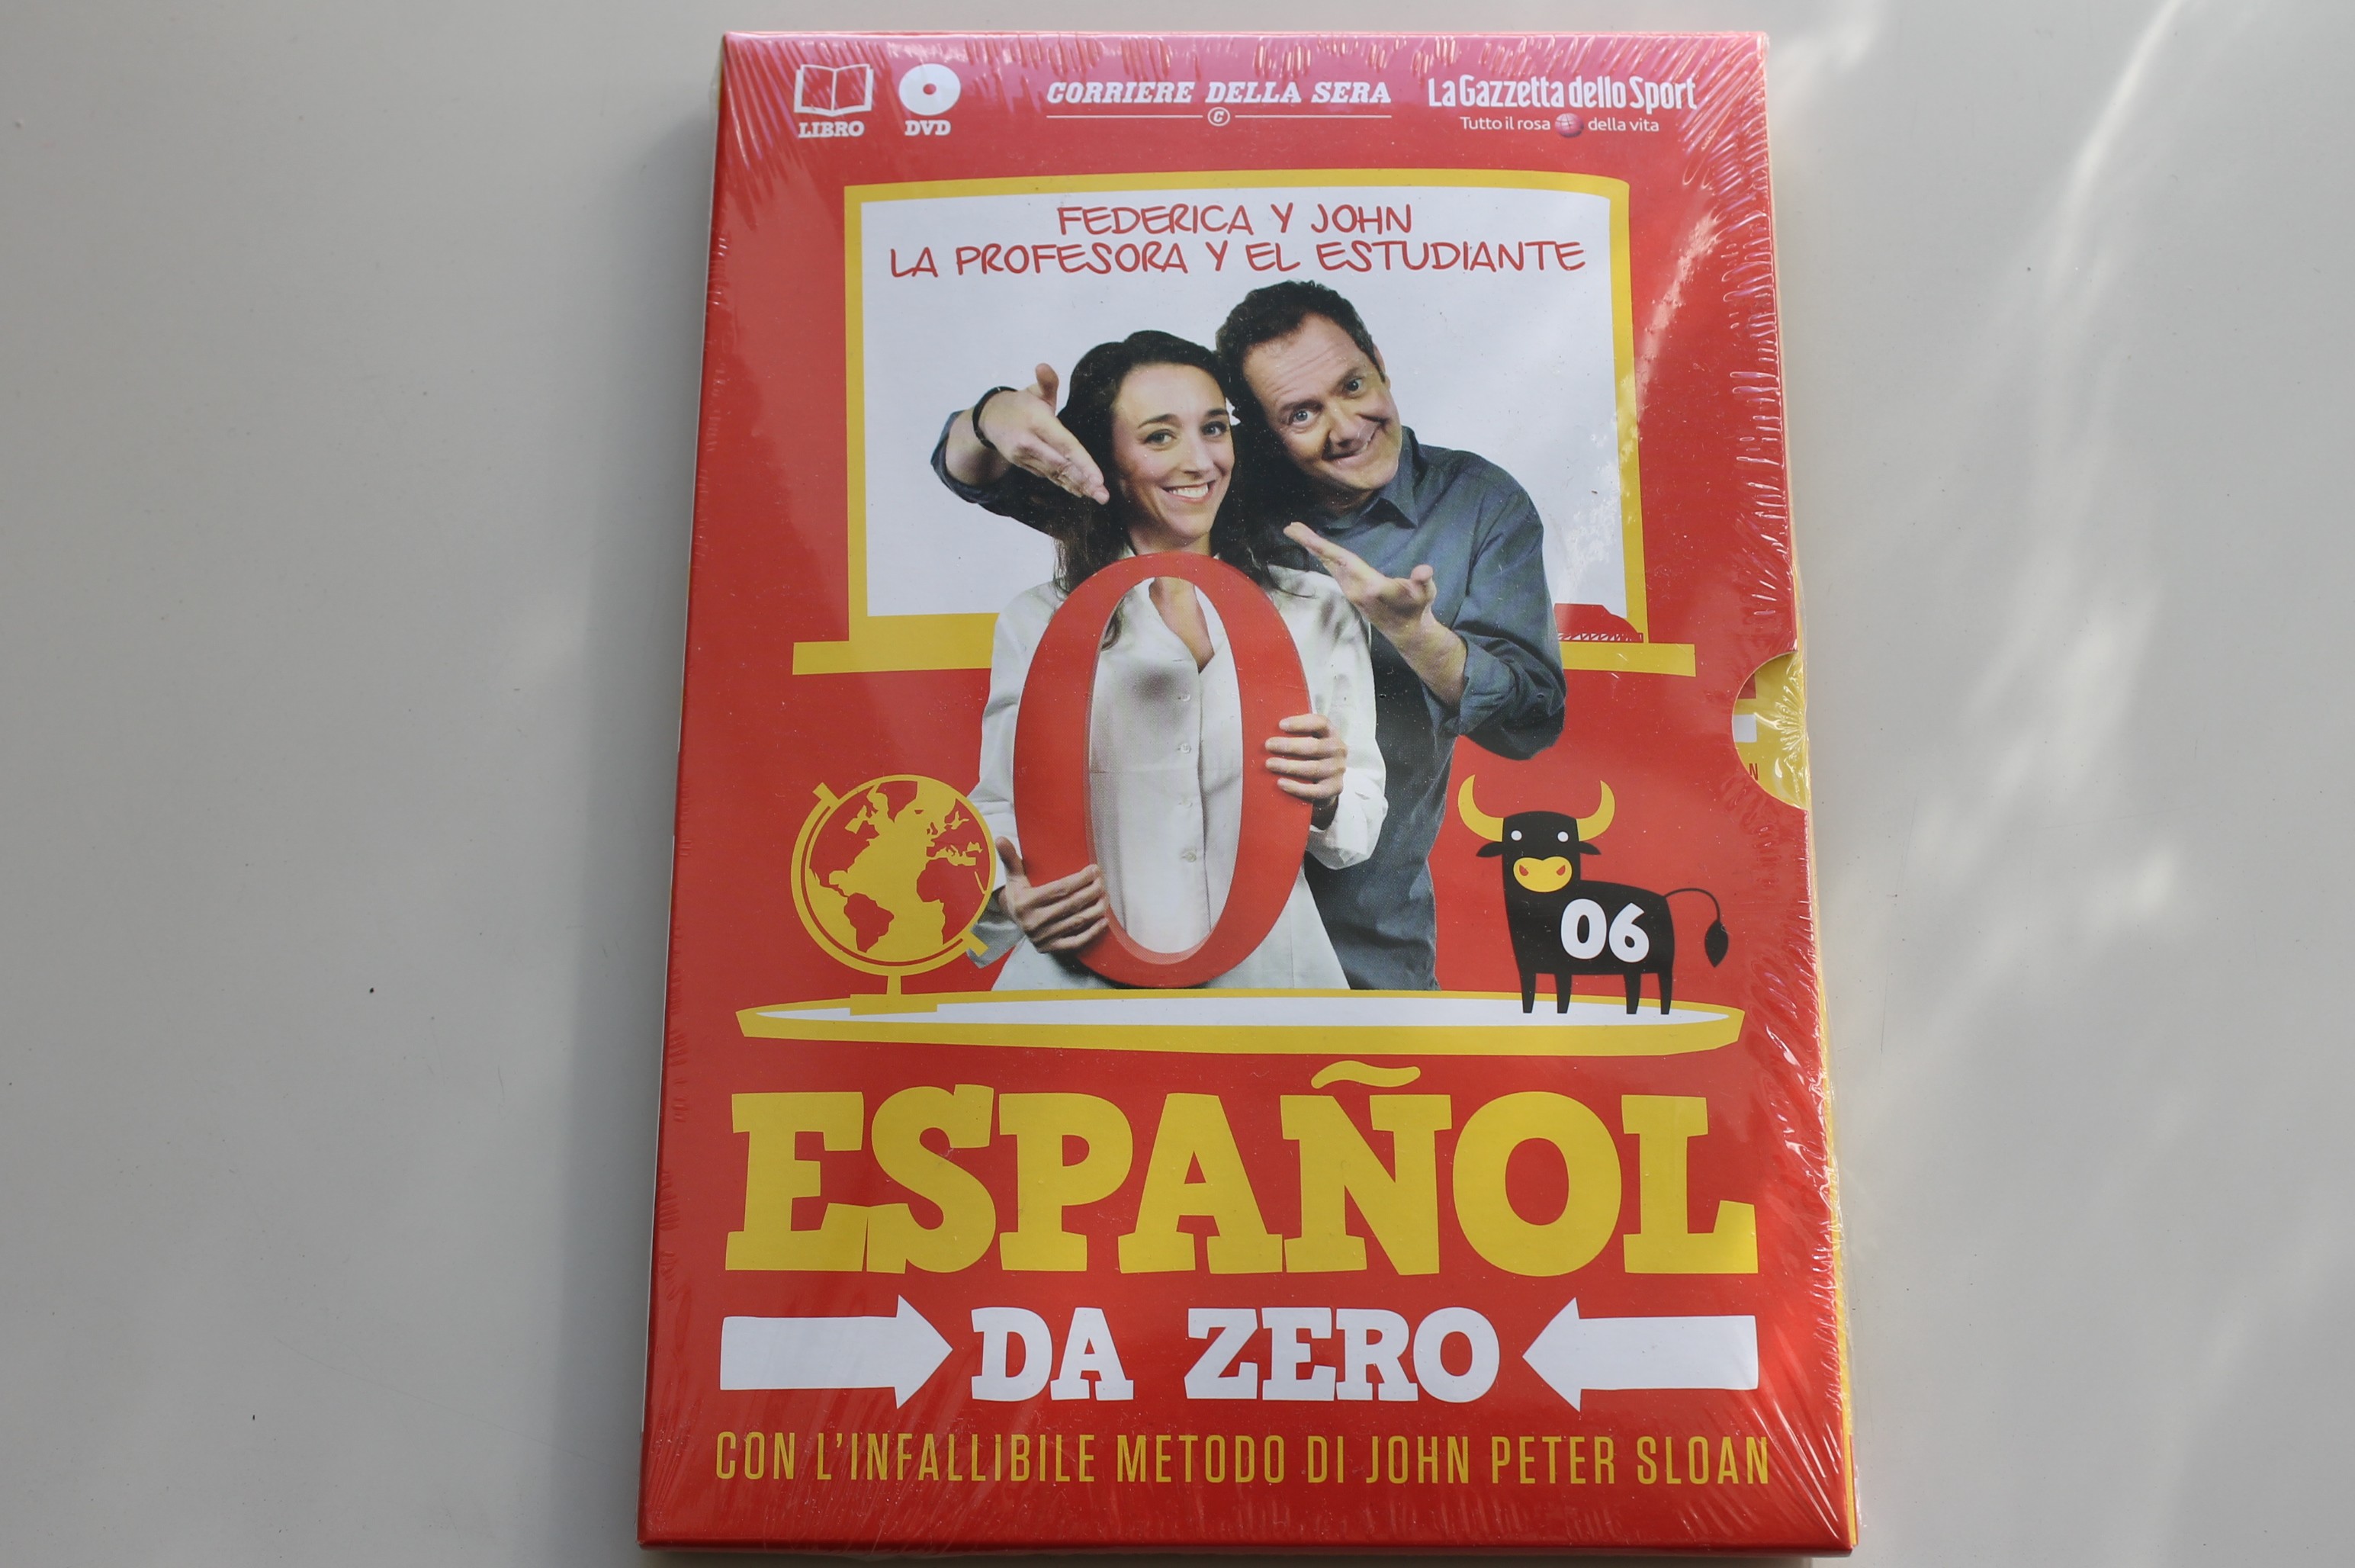 LIBRO
DVD
CORRIERE DELLA SERA
©
La Gazzetta dello Sport
Tutto il rosa della vita
FEDERICA Y JOHN
LA PROFESORA Y EL ESTUDIANTE
0
06
ESPAÑOL
DA ZERO
CON L'INFALLIBILE METODO DI JOHN PETER SLOAN